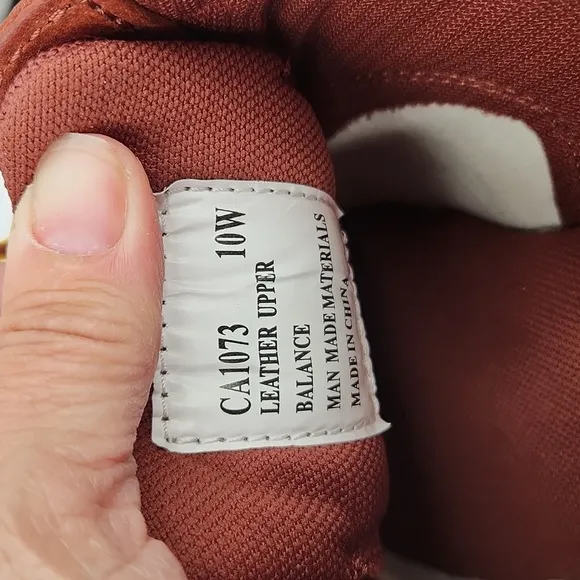 CA1073 10W
LEATHER UPPER
BALANCE
MAN MADE MATERIALS
MADE IN CHINA